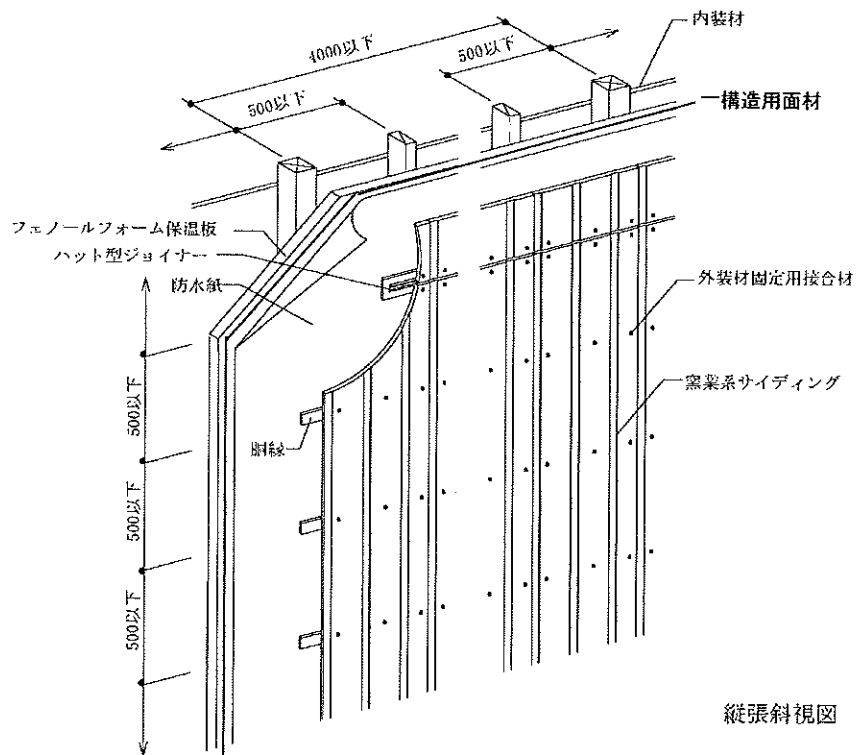 内装材
4000以下
500以下
500以下
構造用面材
フェノールフォーム保温板
ハット型ジョイナー
防水紙
外装材固定用接合材
窯業系サイディング
胴縁
500以下
500以下
500以下
縦張斜視図